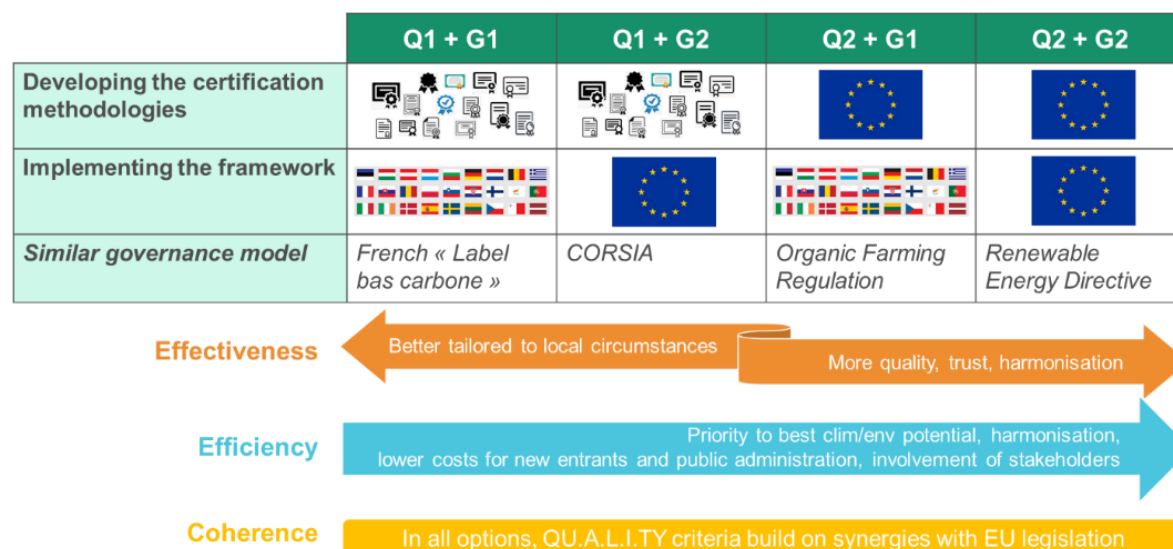 Q1 + G1
Q1 + G2
Q2 + G1
Q2 + G2
Developing the certification
methodologies
Implementing the framework
Similar governance model
French « Label
bas carbone »
CORSIA
Organic Farming
Regulation
Renewable
Energy Directive
Effectiveness
Better tailored to local circumstances
More quality, trust, harmonisation
Efficiency
Priority to best clim/env potential, harmonisation,
lower costs for new entrants and public administration, involvement of stakeholders
Coherence
In all options, QU.A.L.I.TY criteria build on synergies with EU legislation